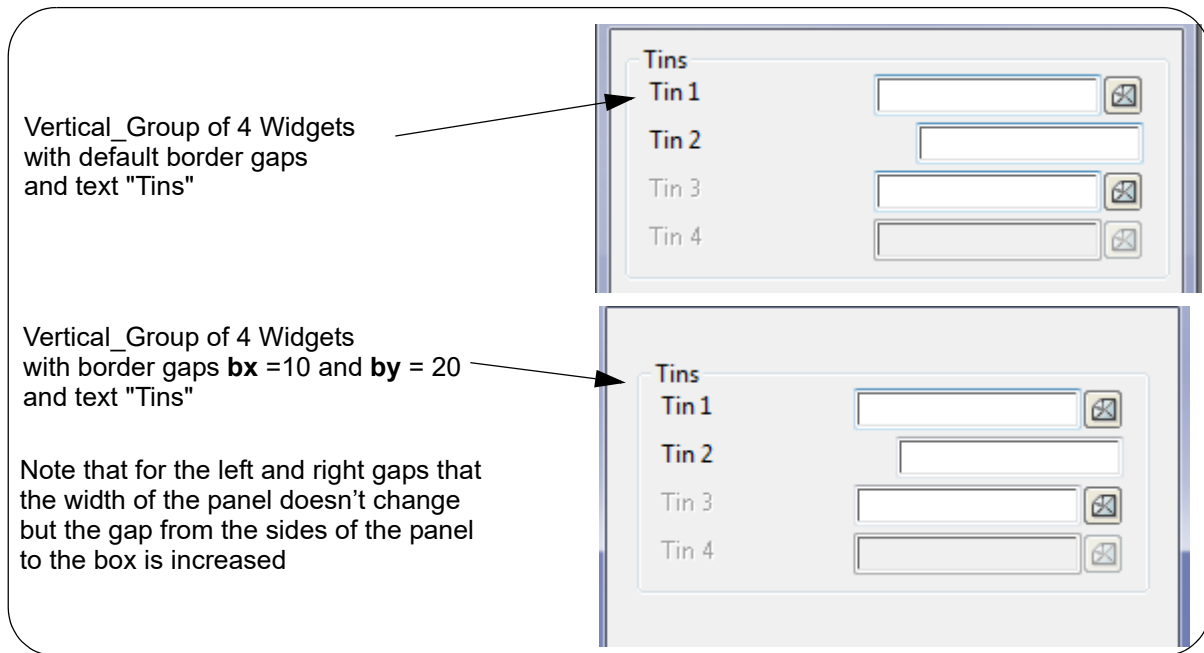 Vertical_Group of 4 Widgets
with default border gaps
and text "Tins"
Tins
Tin 1
Tin 2
Tin 3
Tin 4
Vertical_Group of 4 Widgets
with border gaps bx =10 and by = 20
and text "Tins"
Note that for the left and right gaps that
the width of the panel doesn’t change
but the gap from the sides of the panel
to the box is increased
Tins
Tin 1
Tin 2
Tin 3
Tin 4